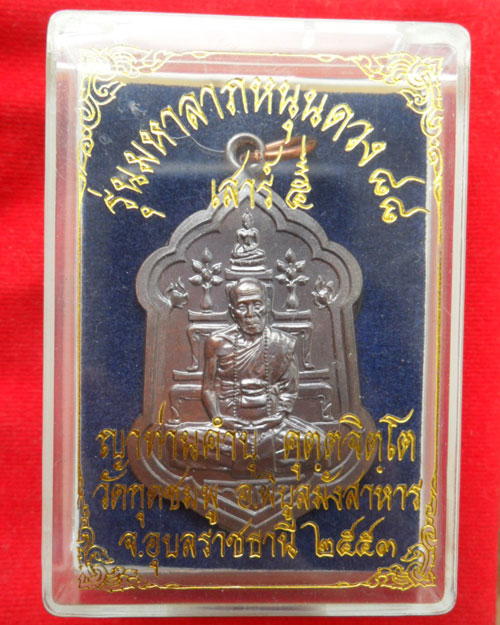 รุ่นมหาลาภหนุนดวง ๘๘
เสาร์ ๕
ญาท่านคำบุ คุตฺตจิตฺโต
วัดกุดชมพู อ.พิบูลมังสาหาร
จ.อุบลราชธานี ๒๕๕๓